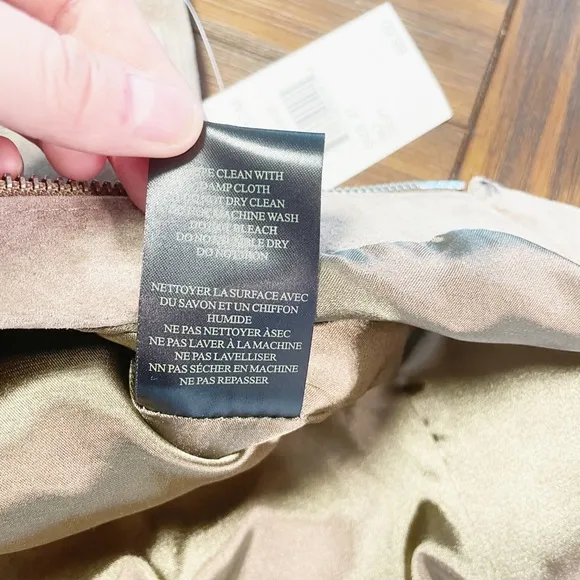 CLEAN WITH
DAMP CLOTH
NOT DRY CLEAN
MACHINE WASH
DO NOT BLEACH
DO NOT TUMBLE DRY
DO NOT IRON
NETTOYER LA SURFACE AVEC
DU SAVON ET UN CHIFFON
HUMIDE
NE PAS NETTOYER ÀSEC
NE PAS LAVER À LA MACHINE
NE PAS LAVELLISER
NN PAS SÉCHER EN MACHINE
NE PAS REPASSER